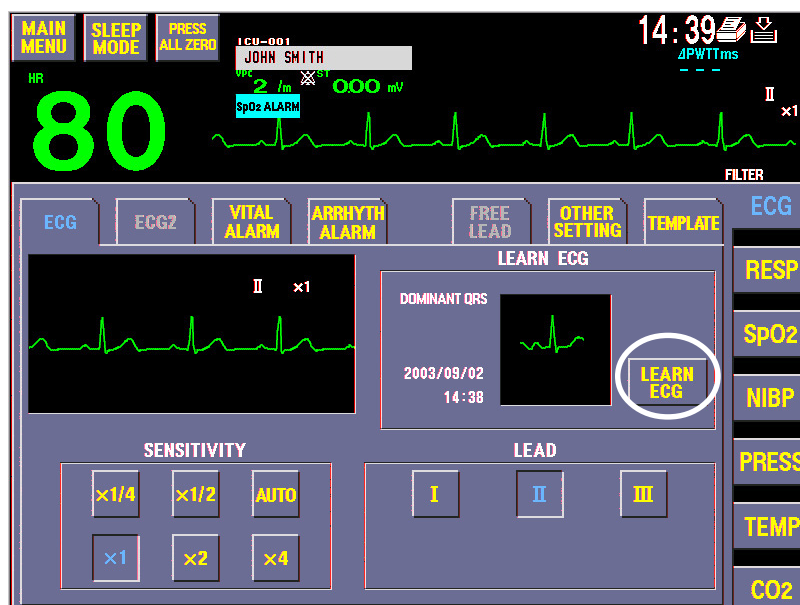 MAIN MENU
SLEEP MODE
PRESS ALL ZERO
ICU-001
JOHN SMITH
14:39
ΔPWTTms
---
HR
80
VPC 2 /m ST 0.00 mV
SpO2 ALARM
II
×1
FILTER
ECG
ECG2
VITAL ALARM
ARRHYTH ALARM
FREE LEAD
OTHER SETTING
TEMPLATE
ECG
RESP
SpO2
NIBP
PRESS
TEMP
CO2
II ×1
LEARN ECG
DOMINANT QRS
2003/09/02
14:38
LEARN ECG
SENSITIVITY
×1/4 ×1/2 AUTO
×1 ×2 ×4
LEAD
I II III